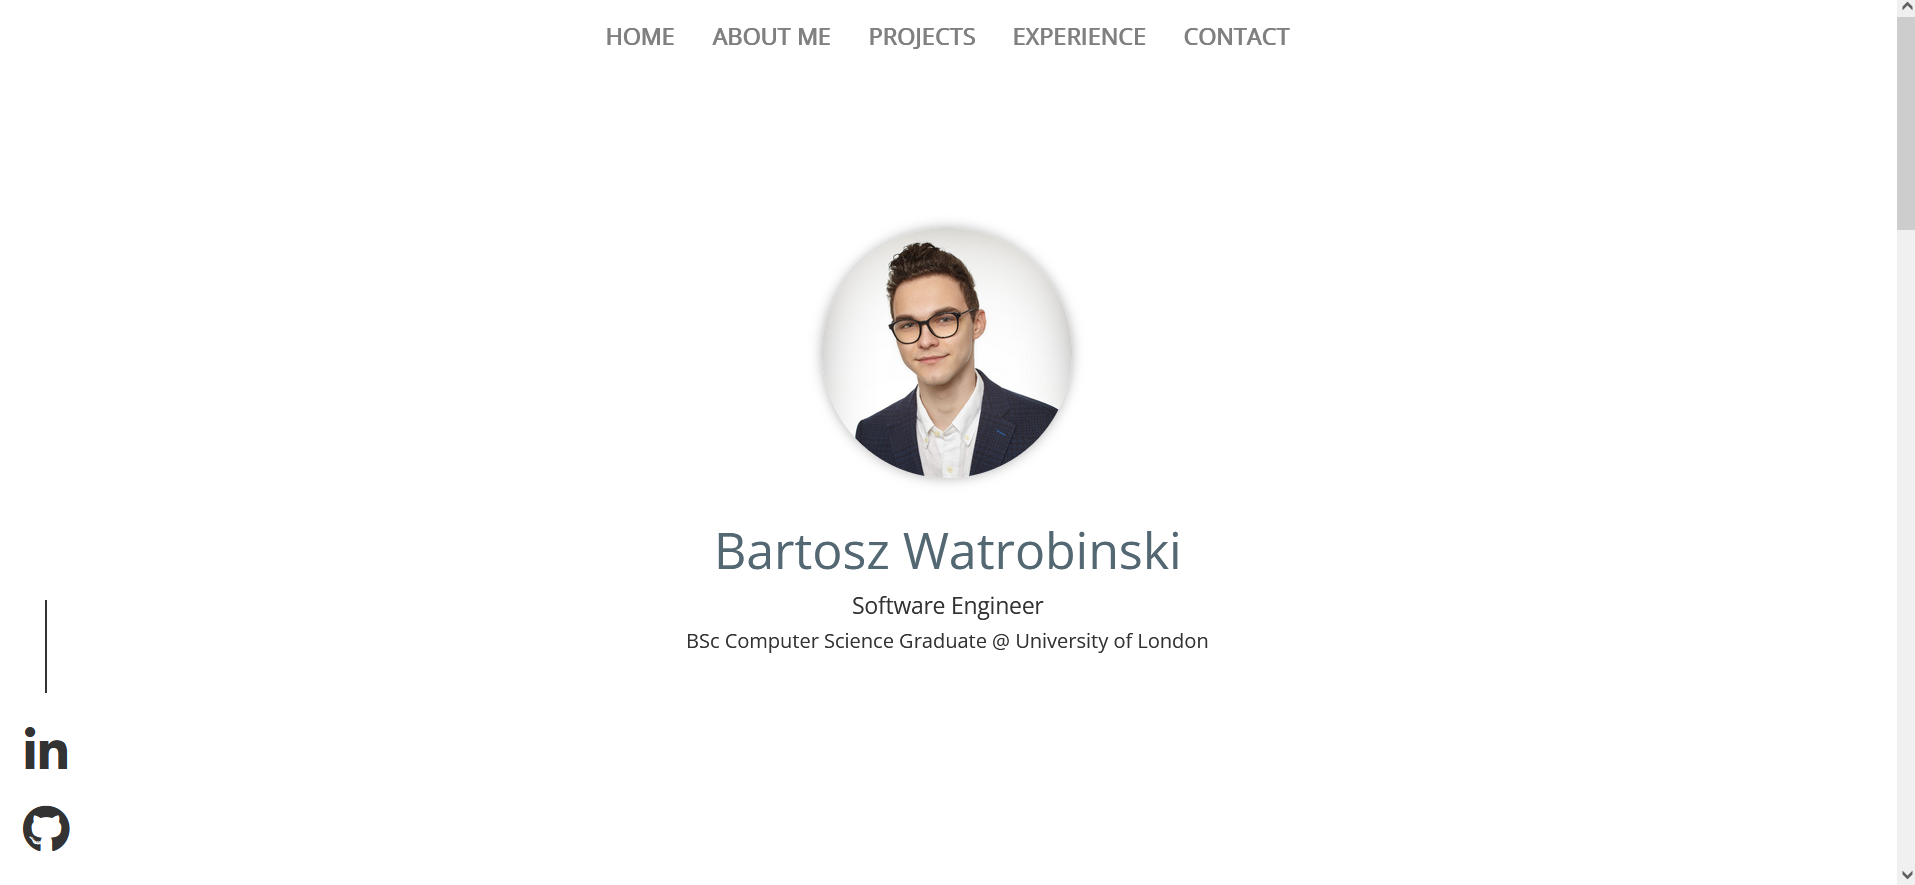 HOME ABOUT ME PROJECTS EXPERIENCE CONTACT
Bartosz Watrobinski
Software Engineer
BSc Computer Science Graduate @ University of London
in